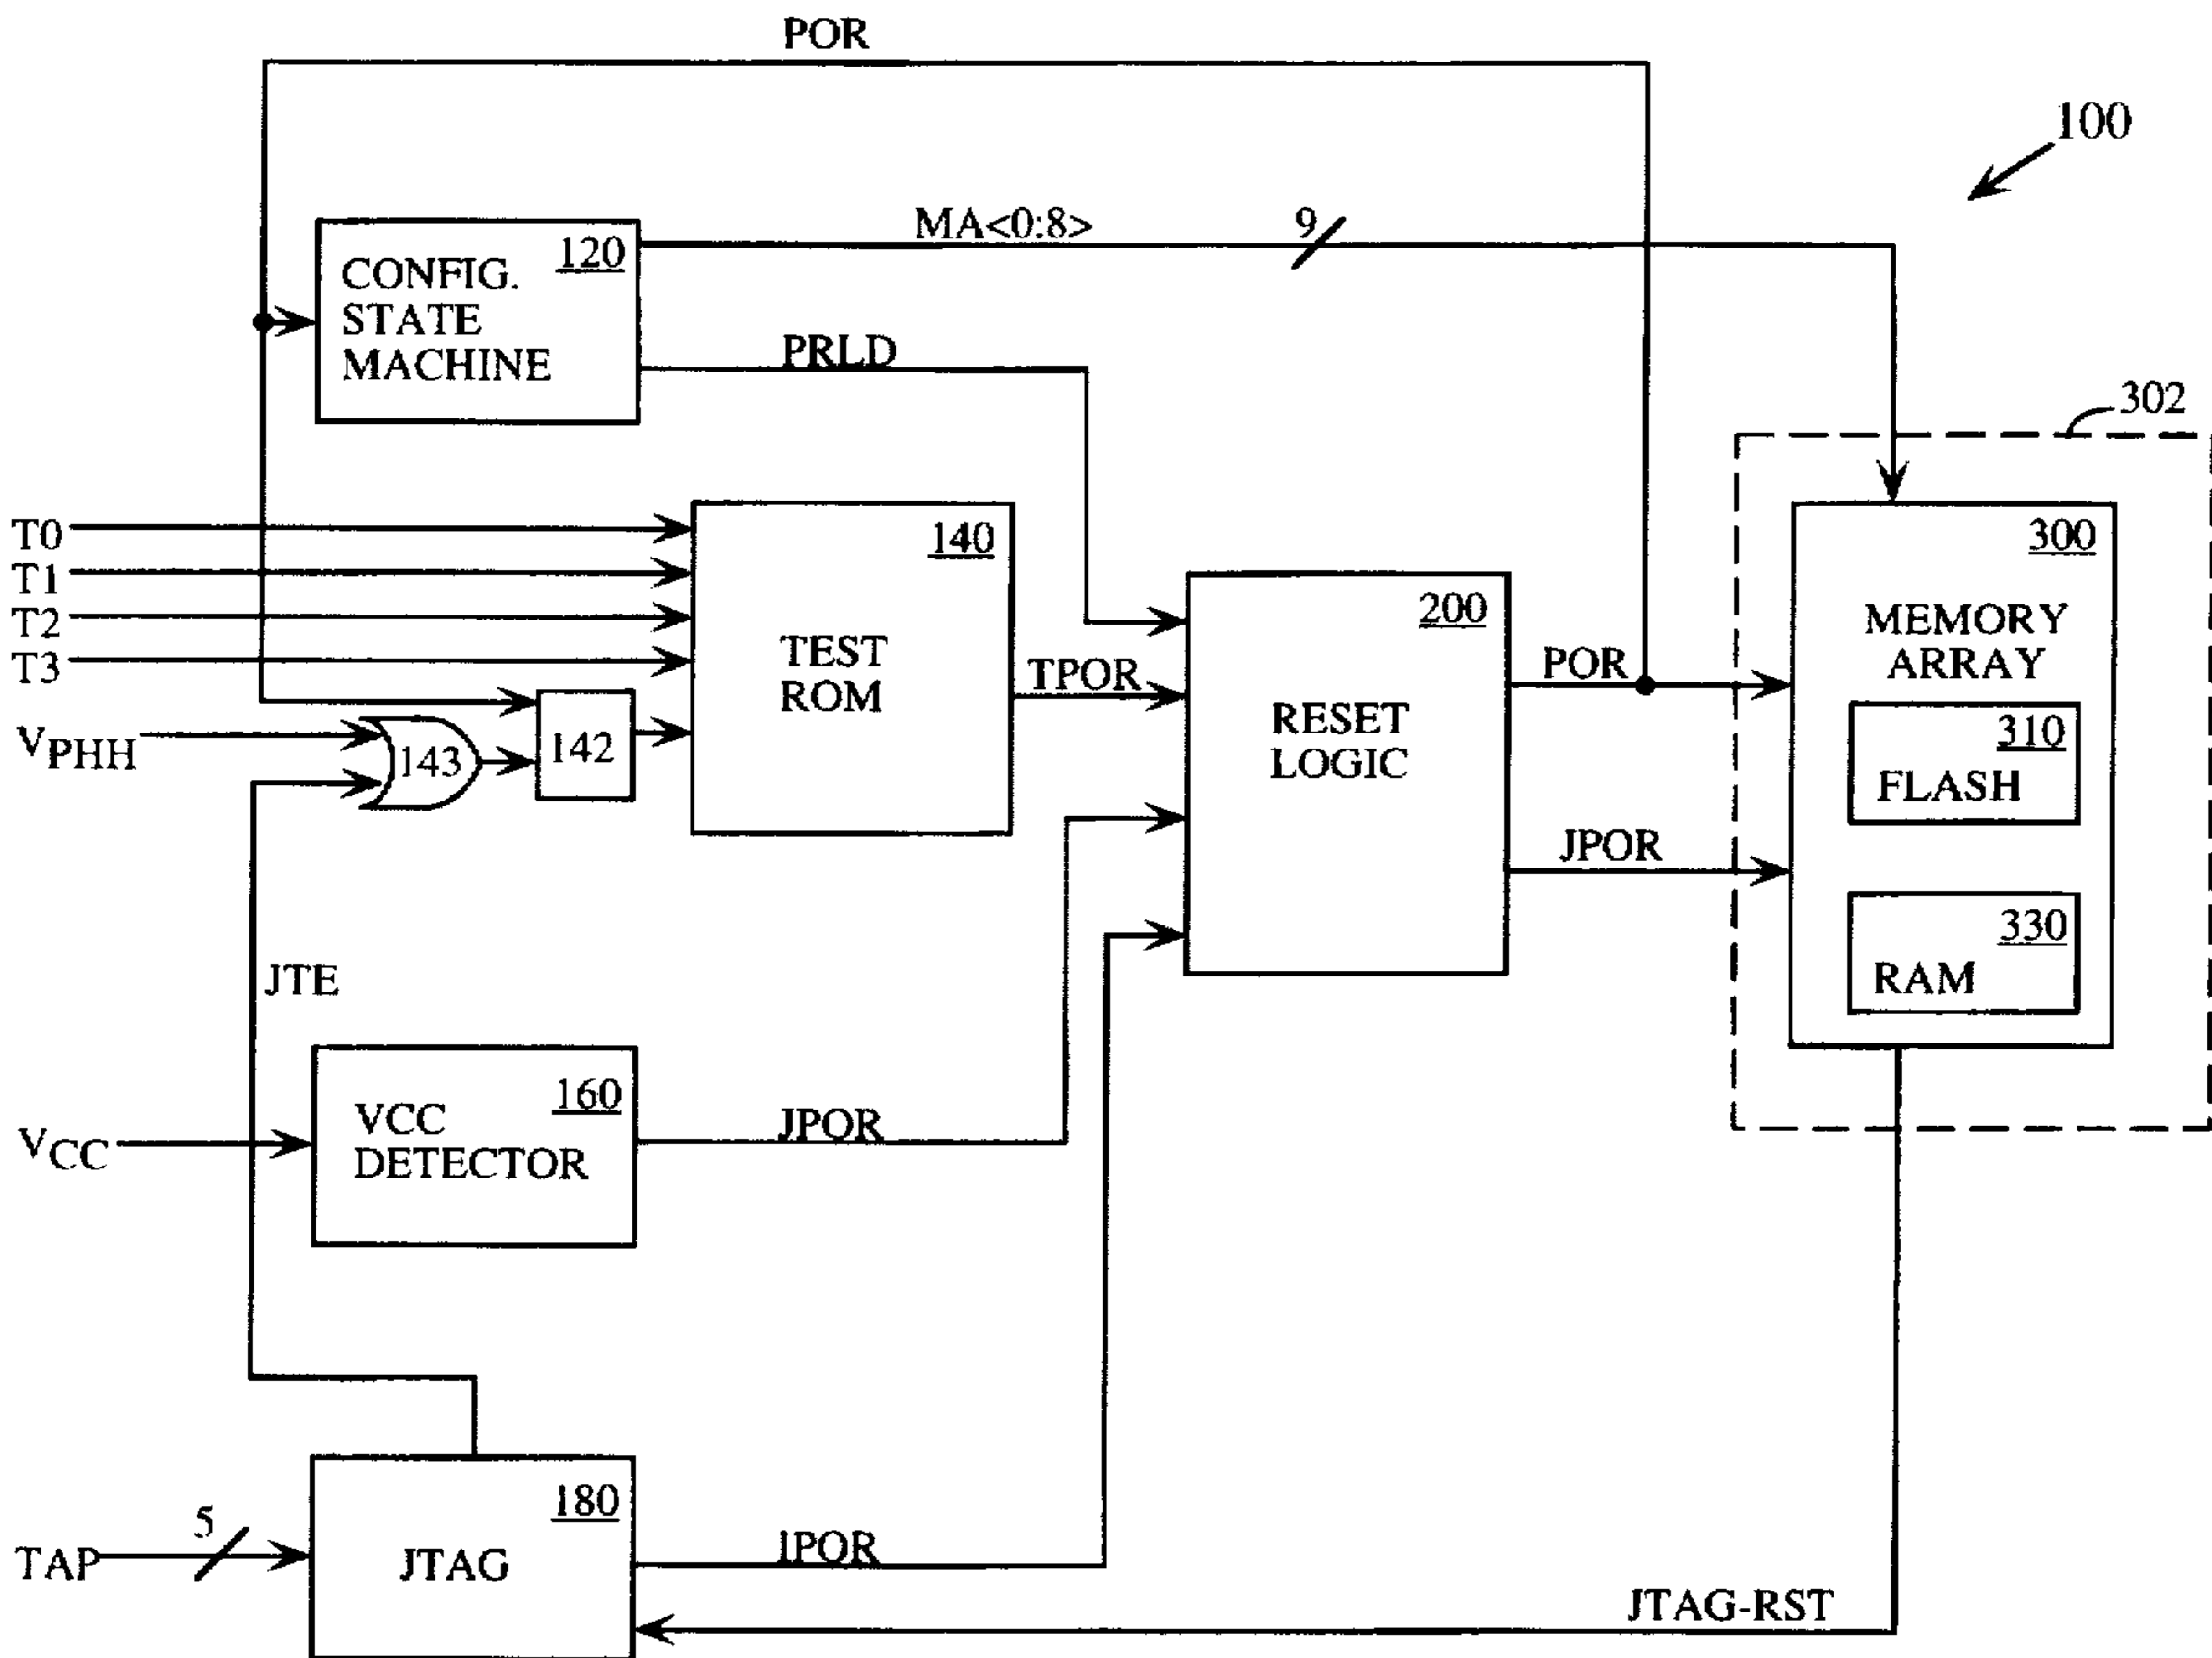 POR
100
MA<0:8>
9
120
CONFIG.
STATE
MACHINE
PRLD
302
T0
T1
T2
T3
140
TEST
ROM
TPOR
200
RESET
LOGIC
POR
JPOR
300
MEMORY
ARRAY
310
FLASH
330
RAM
VPHH
143
142
JTE
VCC
160
VCC
DETECTOR
JPOR
TAP
5
180
JTAG
IPOR
JTAG-RST